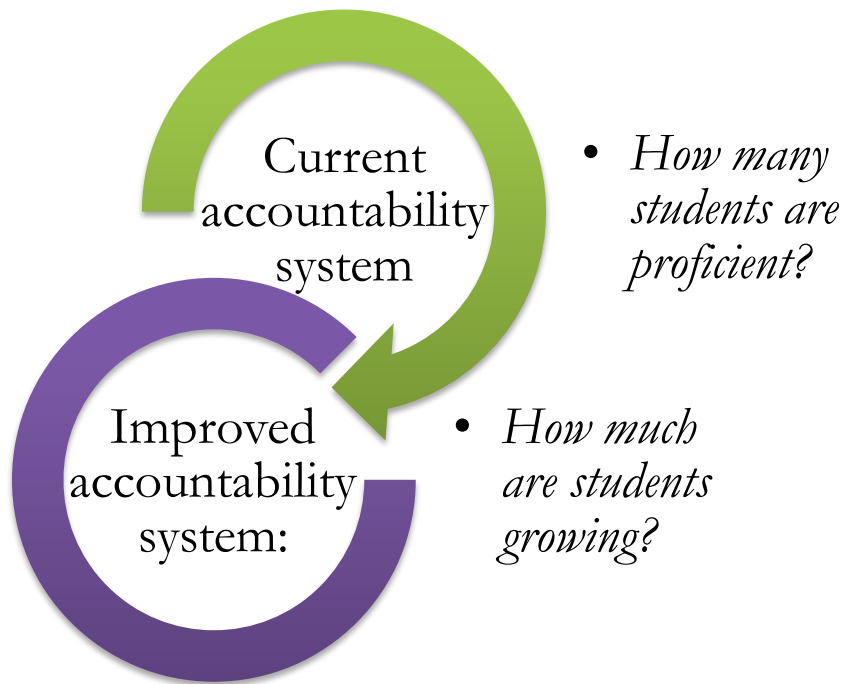 Current
accountability
system
• How many
students are
proficient?
Improved
accountability
system:
• How much
are students
growing?